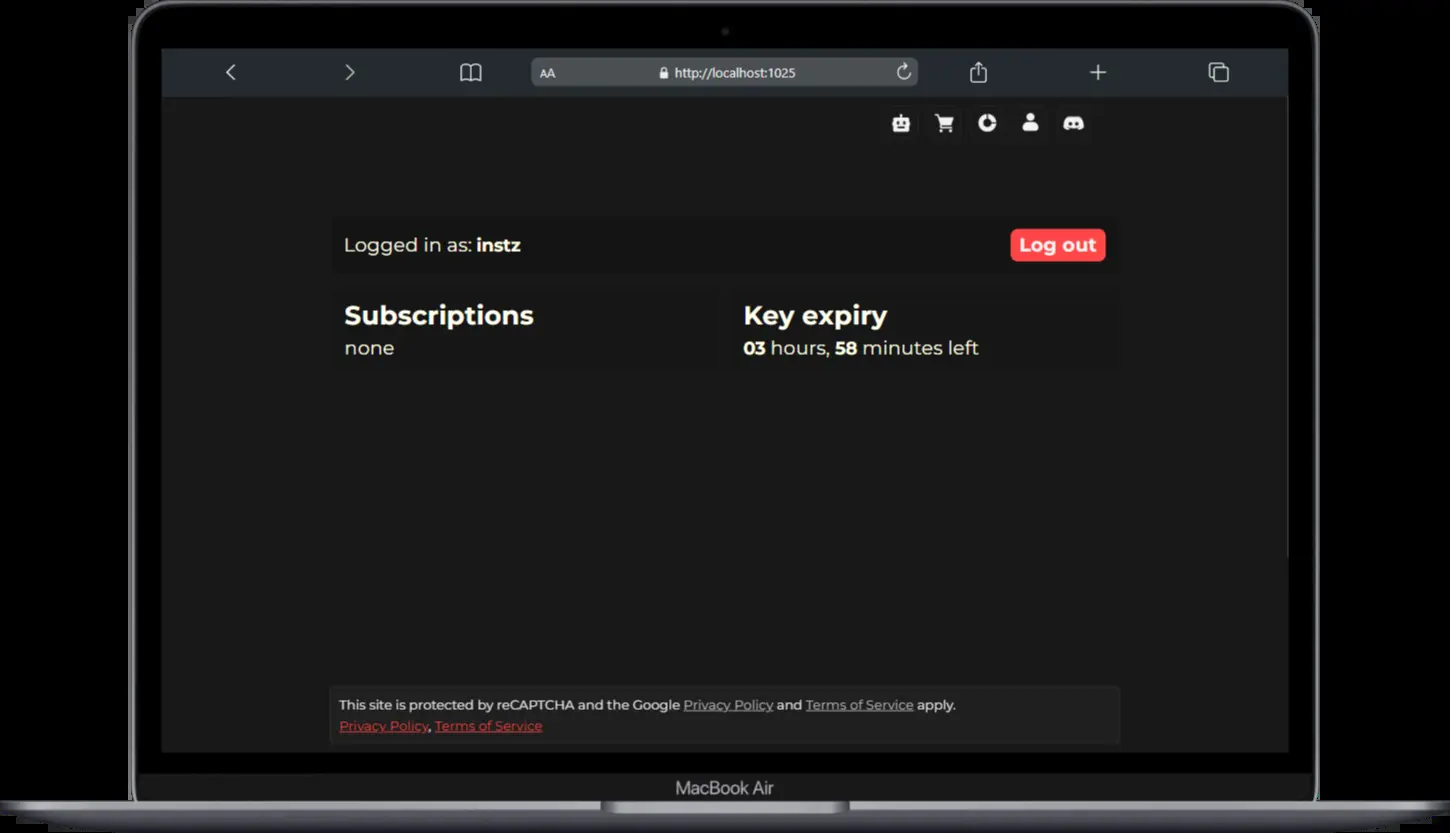 AA http://localhost:1025
Logged in as: instz Log out
Subscriptions
none
Key expiry
03 hours, 58 minutes left
This site is protected by reCAPTCHA and the Google Privacy Policy and Terms of Service apply.
Privacy Policy, Terms of Service
MacBook Air